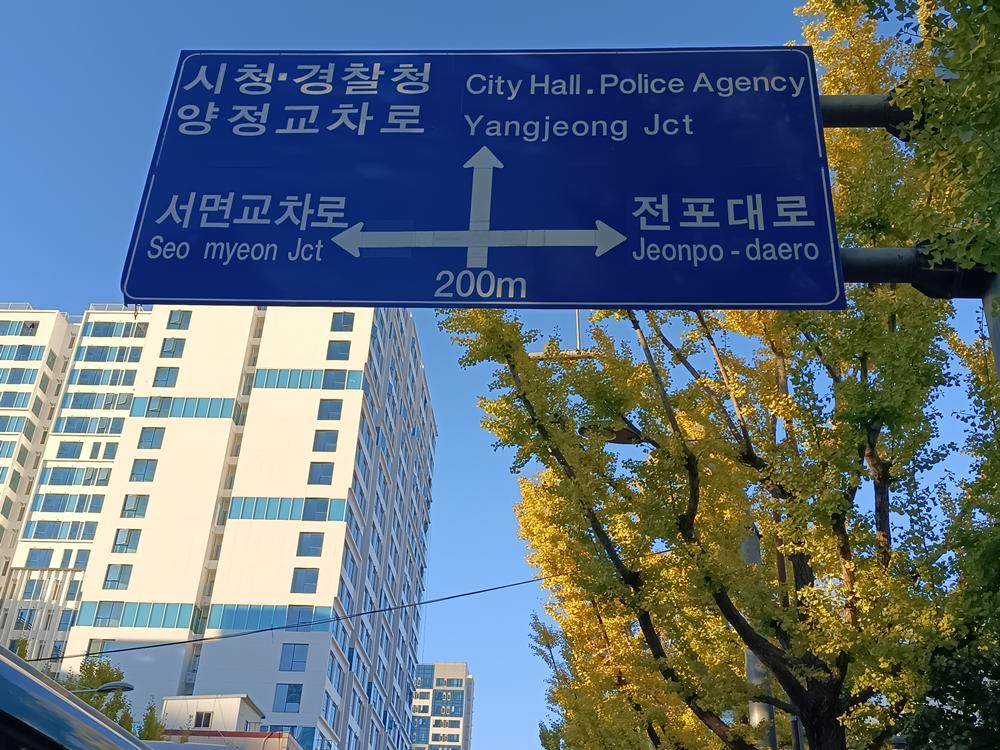 시청·경찰청 City Hall.Police Agency
양정교차로 Yangjeong Jct
서면교차로 전포대로
Seo myeon Jct Jeonpo-daero
200m